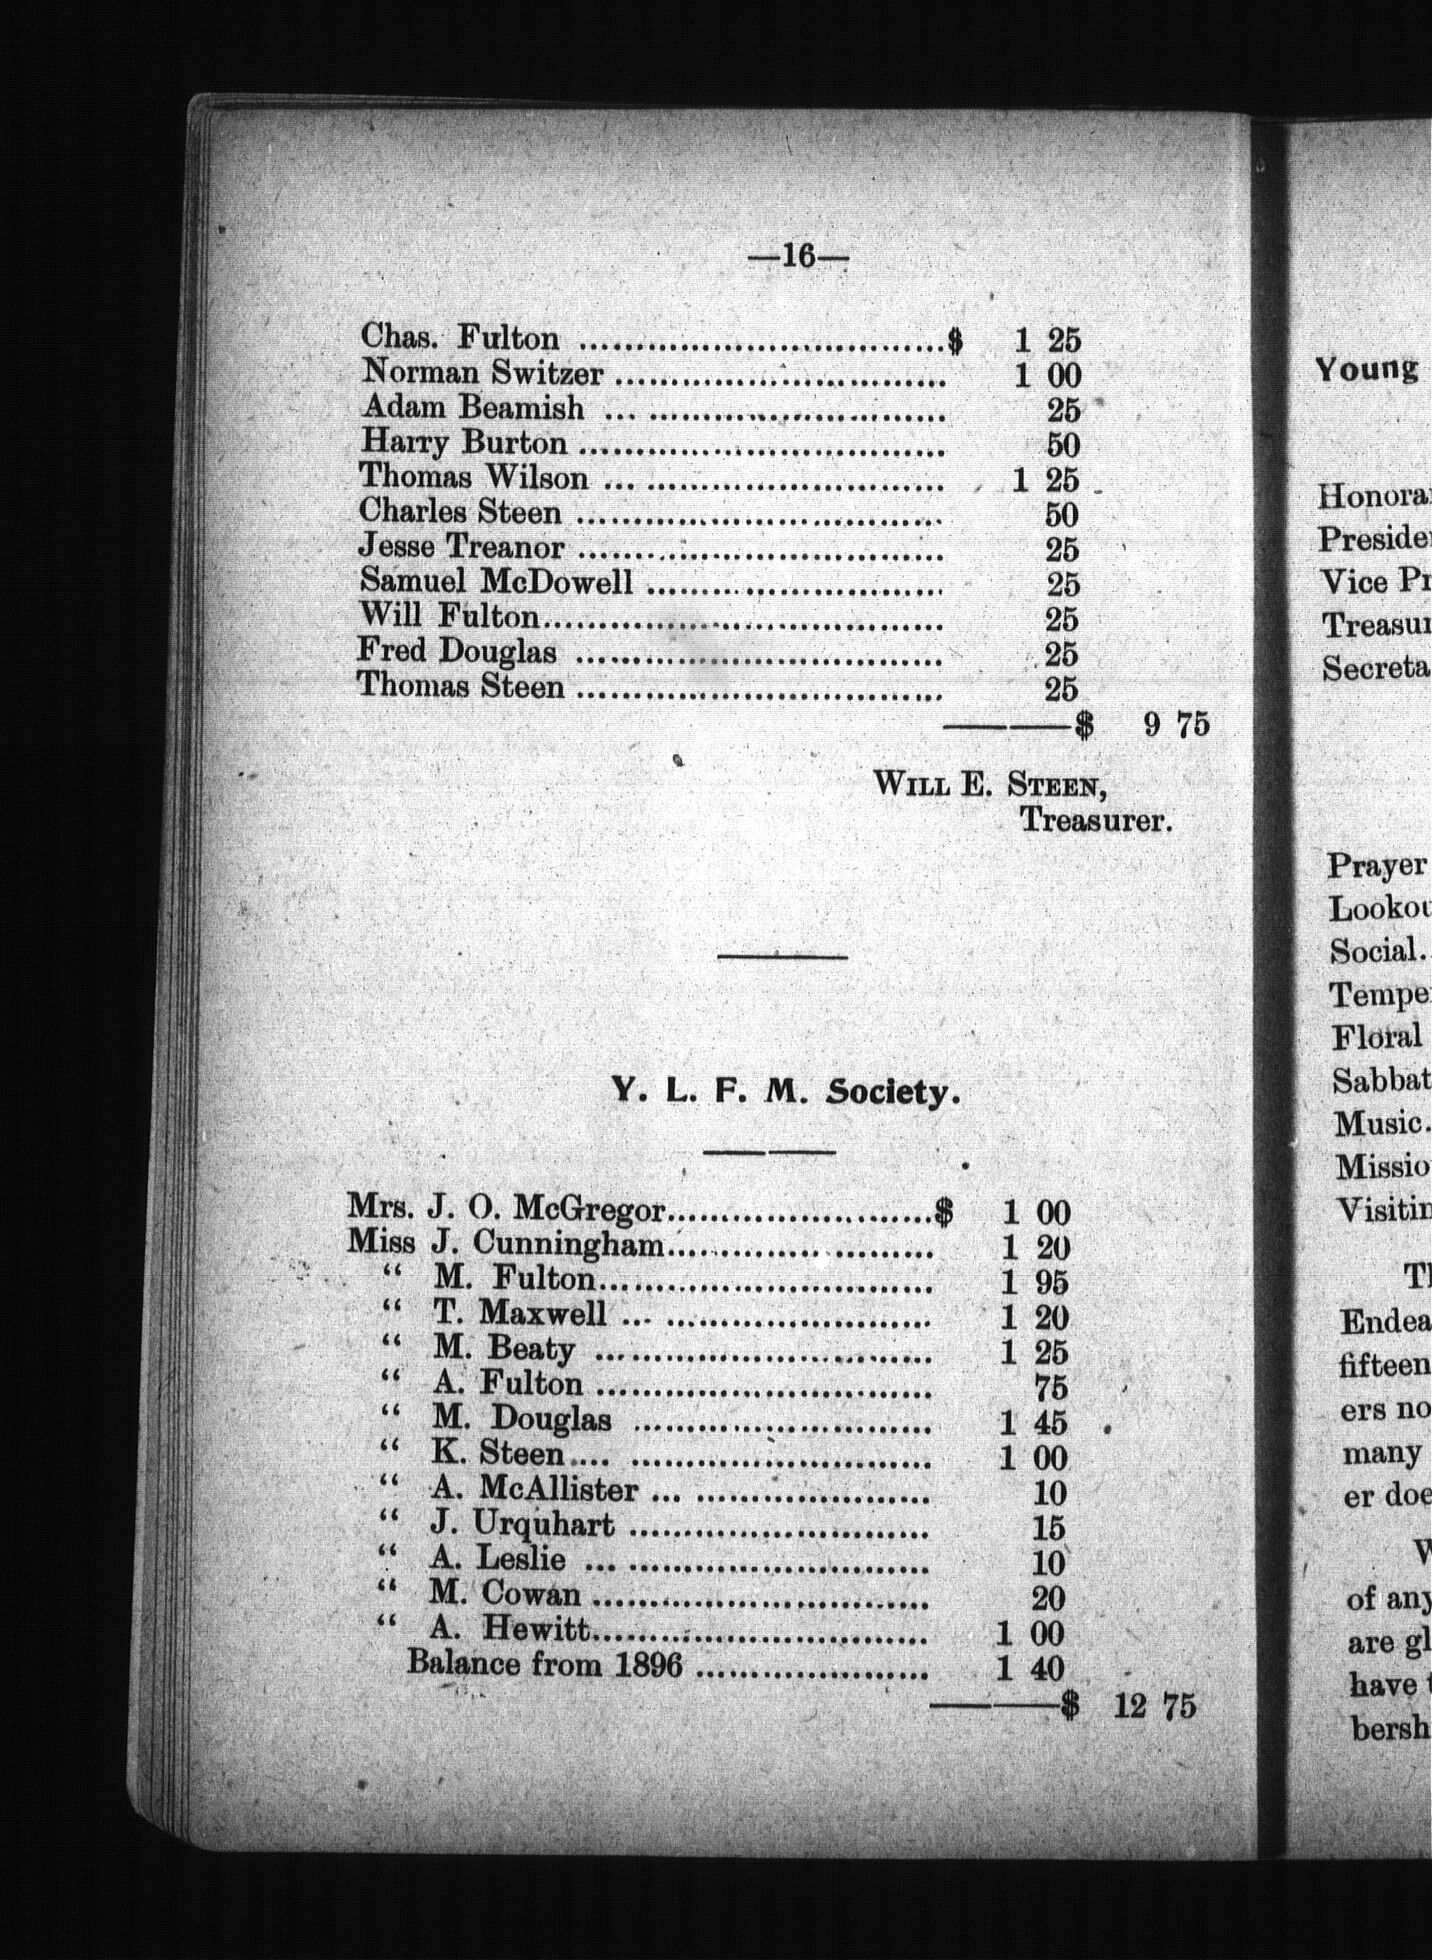 —16—
Chas. Fulton ................................$ 1 25
Norman Switzer .............................. 1 00
Adam Beamish ... ........................... 25
Harry Burton ................................. 50
Thomas Wilson ... ........................... 1 25
Charles Steen ................................. 50
Jesse Treanor ................................. 25
Samuel McDowell ........................... 25
Will Fulton.................................... 25
Fred Douglas ................................. 25
Thomas Steen ................................. 25
————$ 9 75
WILL E. STEEN,
Treasurer.
Y. L. F. M. Society.
Mrs. J. O. McGregor........................$ 1 00
Miss J. Cunningham........................ 1 20
“ M. Fulton.............................. 1 95
“ T. Maxwell ... ........................ 1 20
“ M. Beaty .............................. 1 25
“ A. Fulton .............................. 75
“ M. Douglas ........................... 1 45
“ K. Steen.... ........................... 1 00
“ A. McAllister ... ..................... 10
“ J. Urquhart ........................... 15
“ A. Leslie ... ........................... 10
“ M. Cowan .............................. 20
“ A. Hewitt.............................. 1 00
Balance from 1896 ..................... 1 40
————$ 12 75
Young
Vice
Prayer
Social..
Floral
Music.
fifteen
ers
many
er
of any
are
have